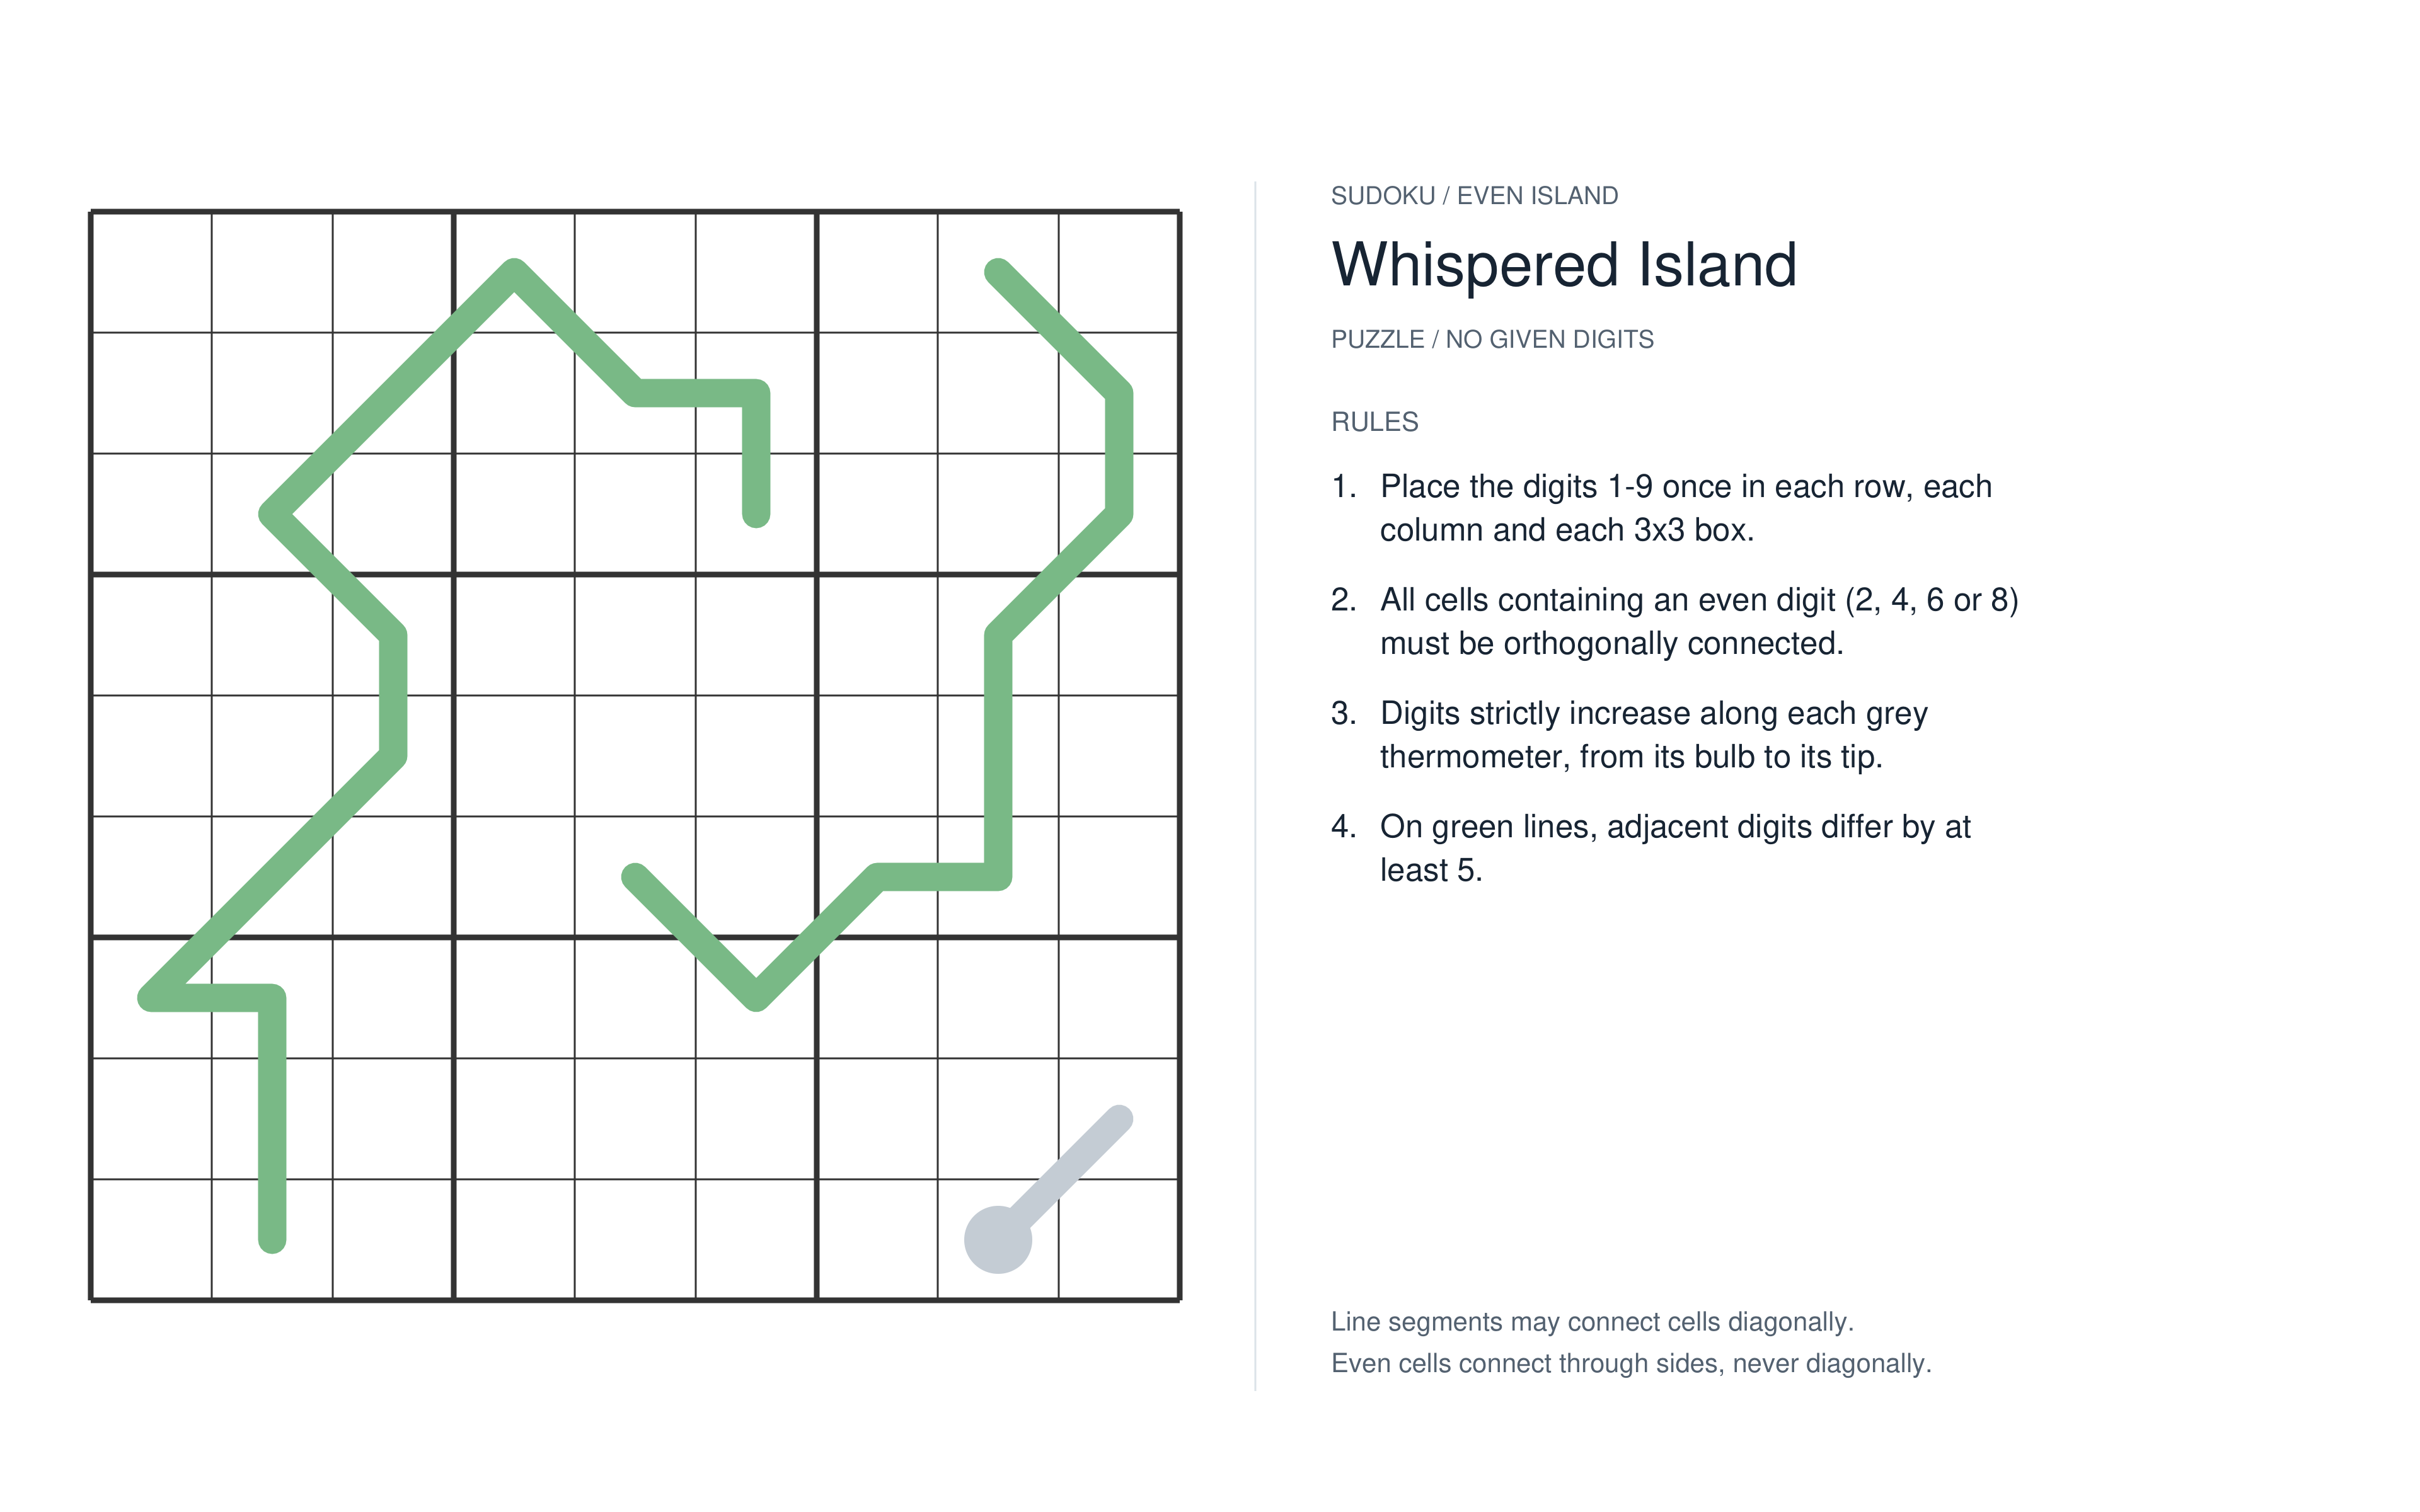 SUDOKU / EVEN ISLAND
Whispered Island
PUZZLE / NO GIVEN DIGITS
RULES
1. Place the digits 1-9 once in each row, each
column and each 3x3 box.
2. All cells containing an even digit (2, 4, 6 or 8)
must be orthogonally connected.
3. Digits strictly increase along each grey
thermometer, from its bulb to its tip.
4. On green lines, adjacent digits differ by at
least 5.
Line segments may connect cells diagonally.
Even cells connect through sides, never diagonally.